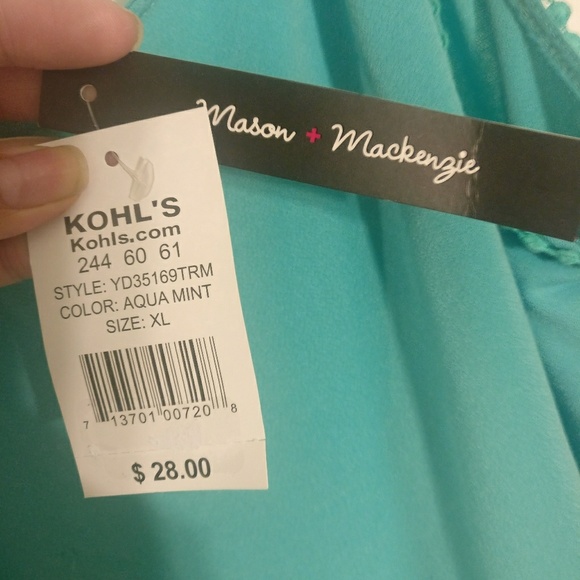 Mason + Mackenzie
KOHL'S
Kohls.com
244 60 61
STYLE: YD35169TRM
COLOR: AQUA MINT
SIZE: XL
7 13701 00720 8
$ 28.00